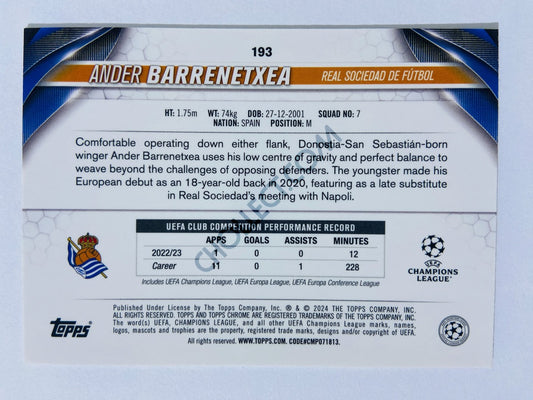 193
ANDER BARRENETXEA
REAL SOCIEDAD DE FÚTBOL
HT: 1.75m WT: 74kg DOB: 27-12-2001 SQUAD NO: 7
NATION: SPAIN POSITION: M
Comfortable operating down either flank, Donostia-San Sebastián-born
winger Ander Barrenetxea uses his low centre of gravity and perfect balance to
weave beyond the challenges of opposing defenders. The youngster made his
European debut as an 18-year-old back in 2020, featuring as a late substitute
in Real Sociedad's meeting with Napoli.
UEFA CLUB COMPETITION PERFORMANCE RECORD
APPS GOALS ASSISTS MINUTES
2022/23 1 0 0 12
Career 11 0 1 228
Includes UEFA Champions League, UEFA Europa League, UEFA Europa Conference League
UEFA
CHAMPIONS
LEAGUE
topps
Published Under License by The Topps Company, Inc. ® & © 2024 THE TOPPS COMPANY, INC.
ALL RIGHTS RESERVED. TOPPS AND TOPPS CHROME ARE REGISTERED TRADEMARKS OF THE TOPPS COMPANY, INC.
The word(s) UEFA, CHAMPIONS LEAGUE, and all other UEFA Champions League marks, names,
logos, mascots and trophies are the property, registered trade marks, designs and/or copyright of UEFA.
All rights reserved. WWW.TOPPS.COM. CODE#CMP071813.